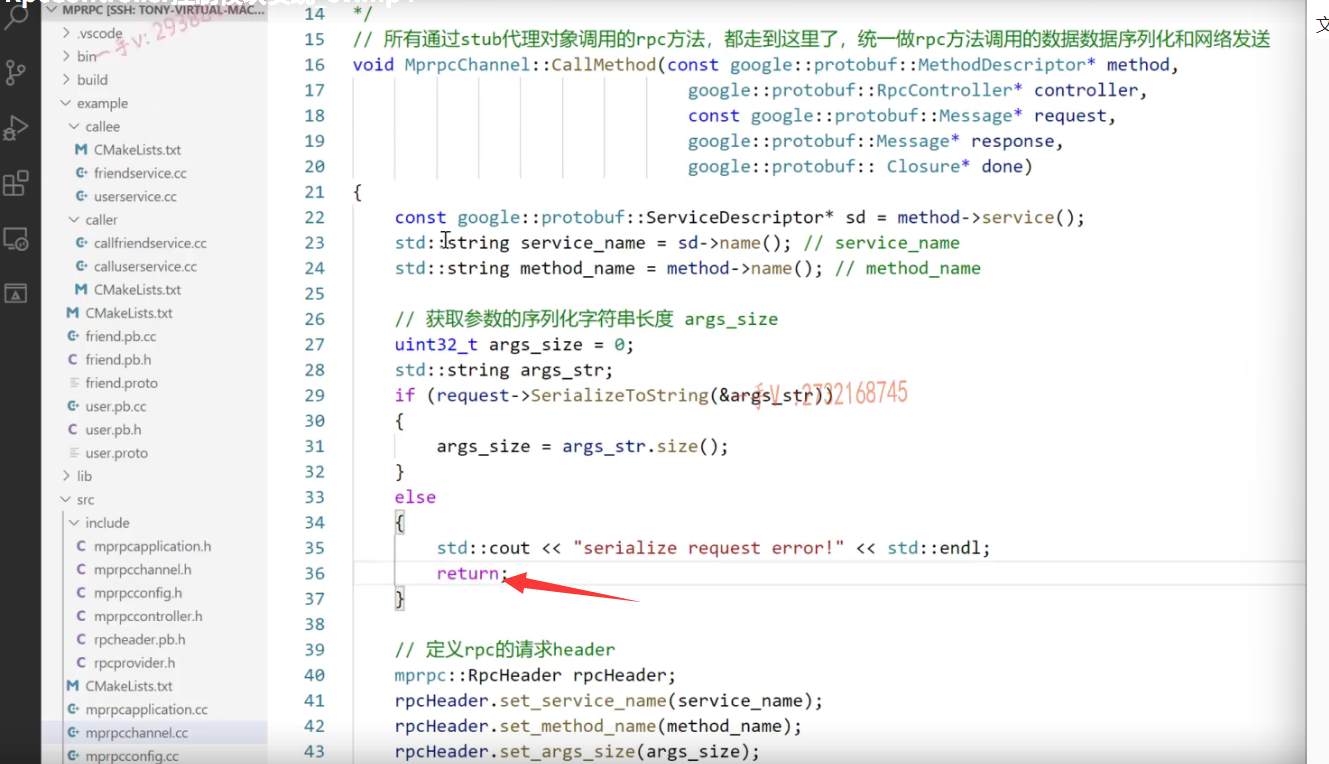 MPRPC [SSH: TONY-VIRTUAL-MAC...
.vscode
bin
build
example
callee
CMakeLists.txt
friendservice.cc
userservice.cc
caller
callfriendservice.cc
calluserservice.cc
CMakeLists.txt
CMakeLists.txt
friend.pb.cc
friend.pb.h
friend.proto
user.pb.cc
user.pb.h
user.proto
lib
src
include
mprpcapplication.h
mprpcchannel.h
mprpcconfig.h
mprpccontroller.h
rpcheader.pb.h
rpcprovider.h
CMakeLists.txt
mprpcapplication.cc
mprpcchannel.cc
mprpcconfig.cc
14 */
15 // 所有通过stub代理对象调用的rpc方法，都走到这里了，统一做rpc方法调用的数据数据序列化和网络发送
16 void MprpcChannel::CallMethod(const google::protobuf::MethodDescriptor* method,
17 google::protobuf::RpcController* controller,
18 const google::protobuf::Message* request,
19 google::protobuf::Message* response,
20 google::protobuf:: Closure* done)
21 {
22 const google::protobuf::ServiceDescriptor* sd = method->service();
23 std::string service_name = sd->name(); // service_name
24 std::string method_name = method->name(); // method_name
25
26 // 获取参数的序列化字符串长度 args_size
27 uint32_t args_size = 0;
28 std::string args_str;
29 if (request->SerializeToString(&args_str))
30 {
31 args_size = args_str.size();
32 }
33 else
34 {
35 std::cout << "serialize request error!" << std::endl;
36 return;
37 }
38
39 // 定义rpc的请求header
40 mprpc::RpcHeader rpcHeader;
41 rpcHeader.set_service_name(service_name);
42 rpcHeader.set_method_name(method_name);
43 rpcHeader.set_args_size(args_size);
文